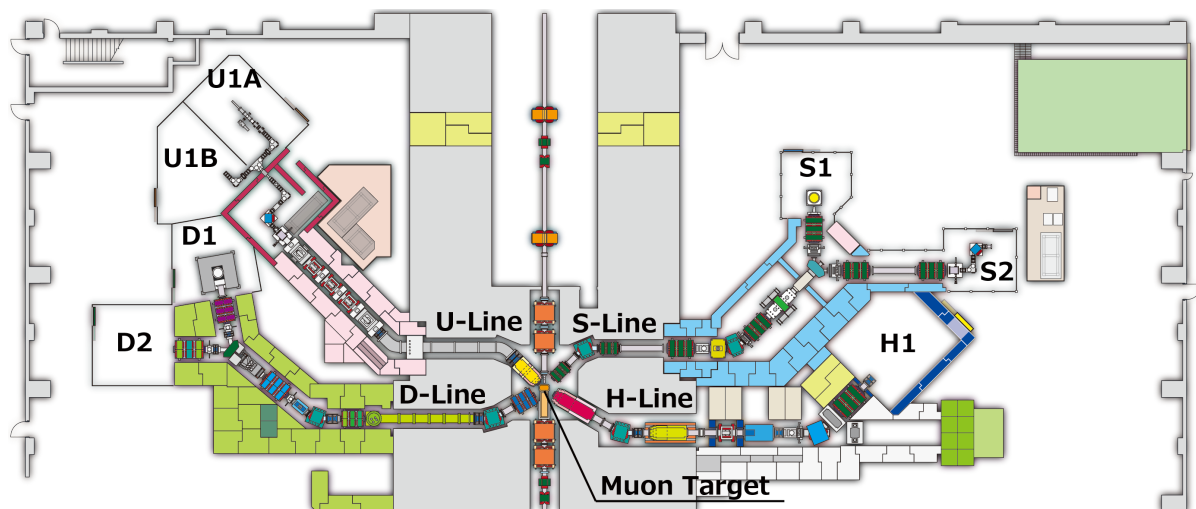 U1A
U1B
S1
D1
S2
U-Line
S-Line
D2
H1
D-Line
H-Line
Muon Target